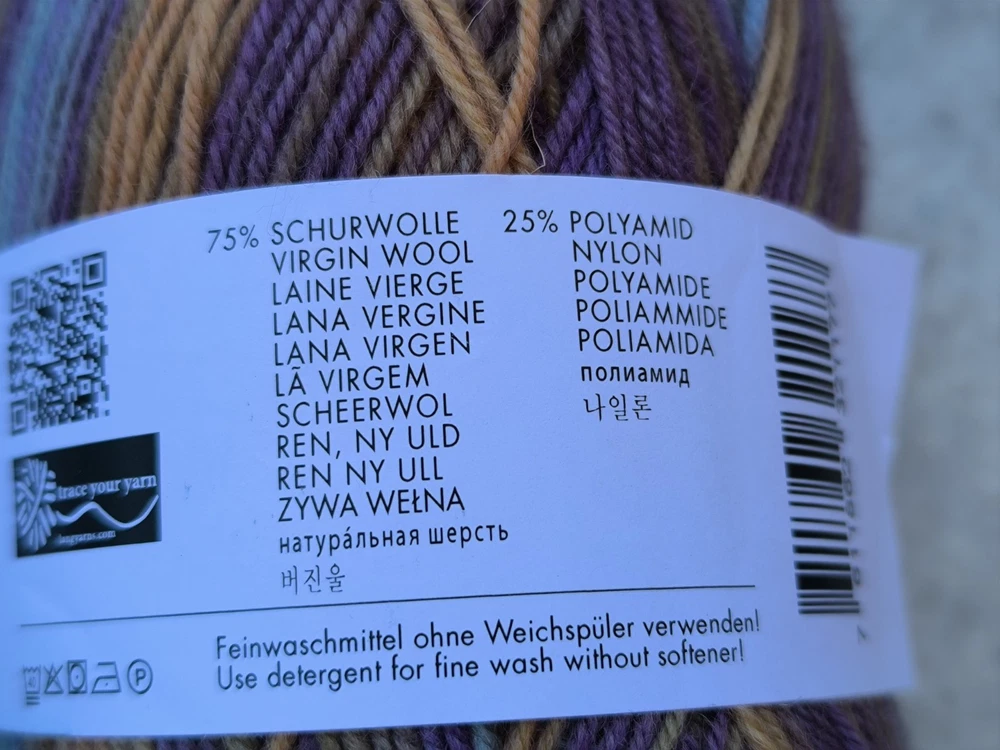 75% SCHURWOLLE
VIRGIN WOOL
LAINE VIERGE
LANA VERGINE
LANA VIRGEN
LÃ VIRGEM
SCHEERWOL
REN, NY ULD
REN NY ULL
ZYWA WEŁNA
натура́льная шерсть
버진울
25% POLYAMID
NYLON
POLYAMIDE
POLIAMMIDE
POLIAMIDA
полиамид
나일론
trace your yarn
langyarns.com
Feinwaschmittel ohne Weichspüler verwenden!
Use detergent for fine wash without softener!
P